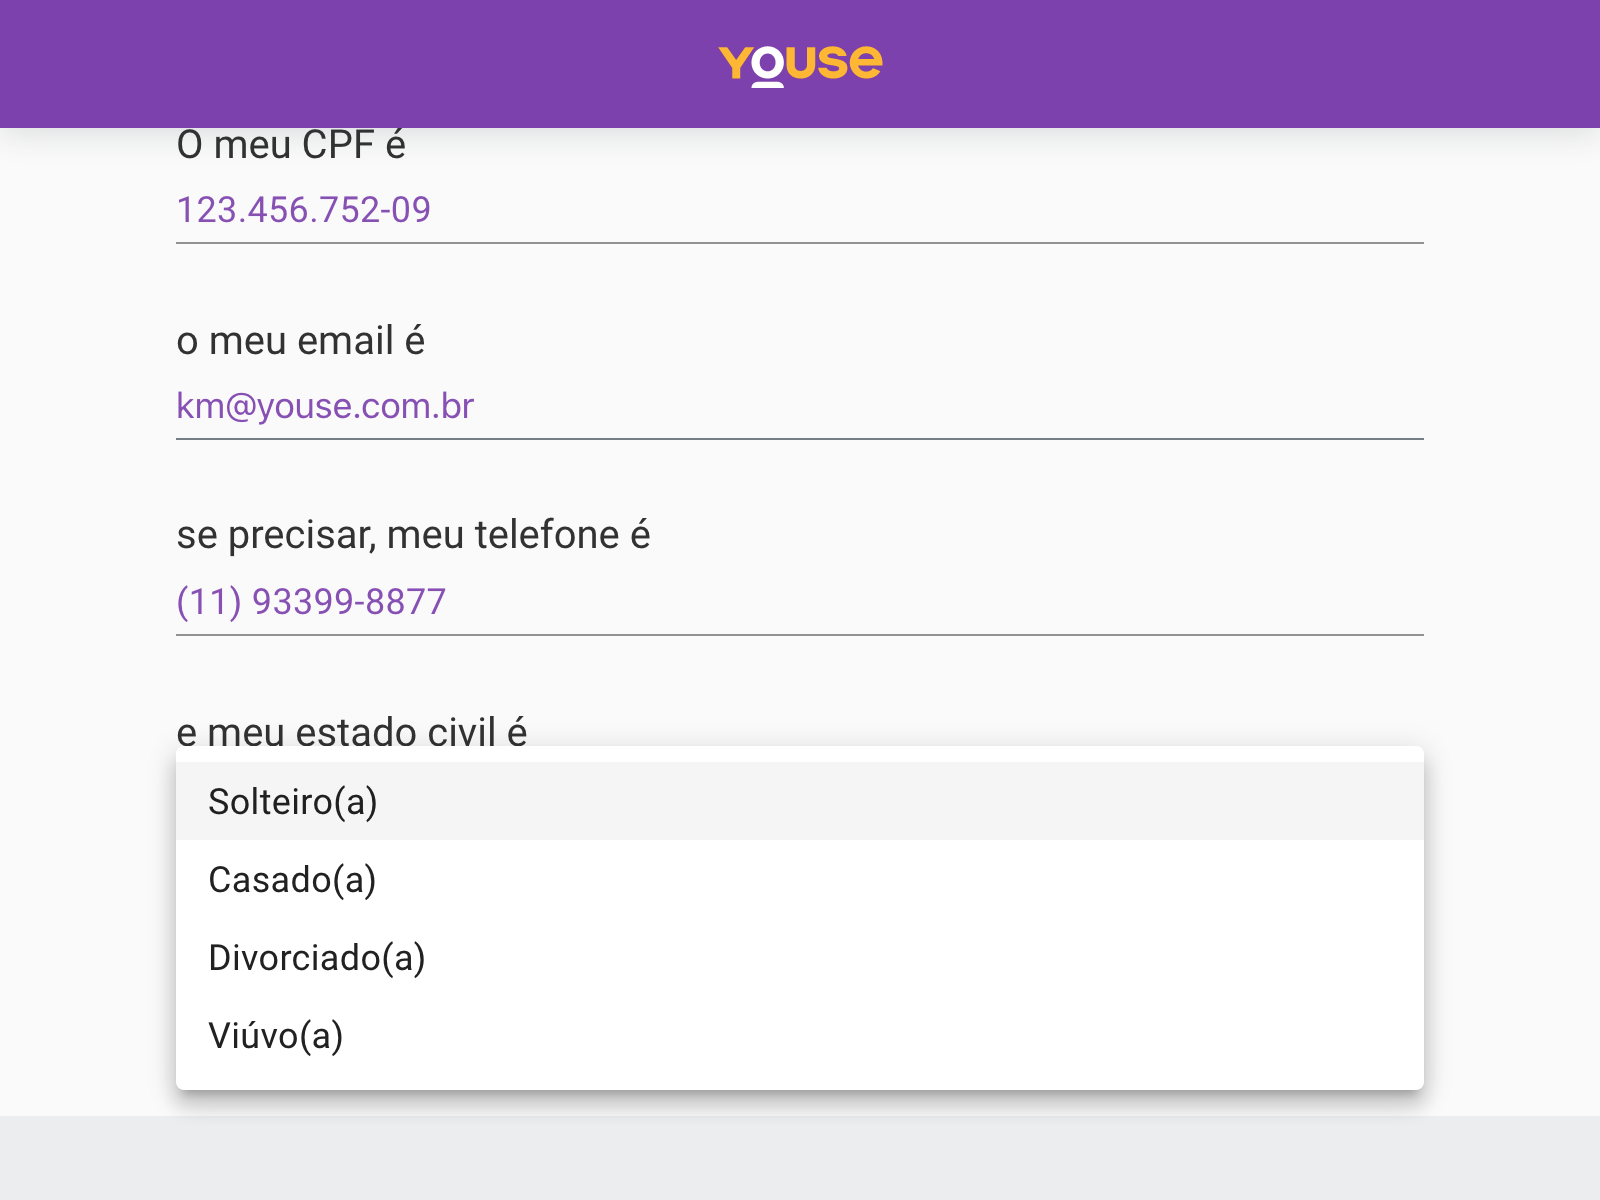 Youse
O meu CPF é
123.456.752-09
o meu email é
km@youse.com.br
se precisar, meu telefone é
(11) 93399-8877
e meu estado civil é
Solteiro(a)
Casado(a)
Divorciado(a)
Viúvo(a)